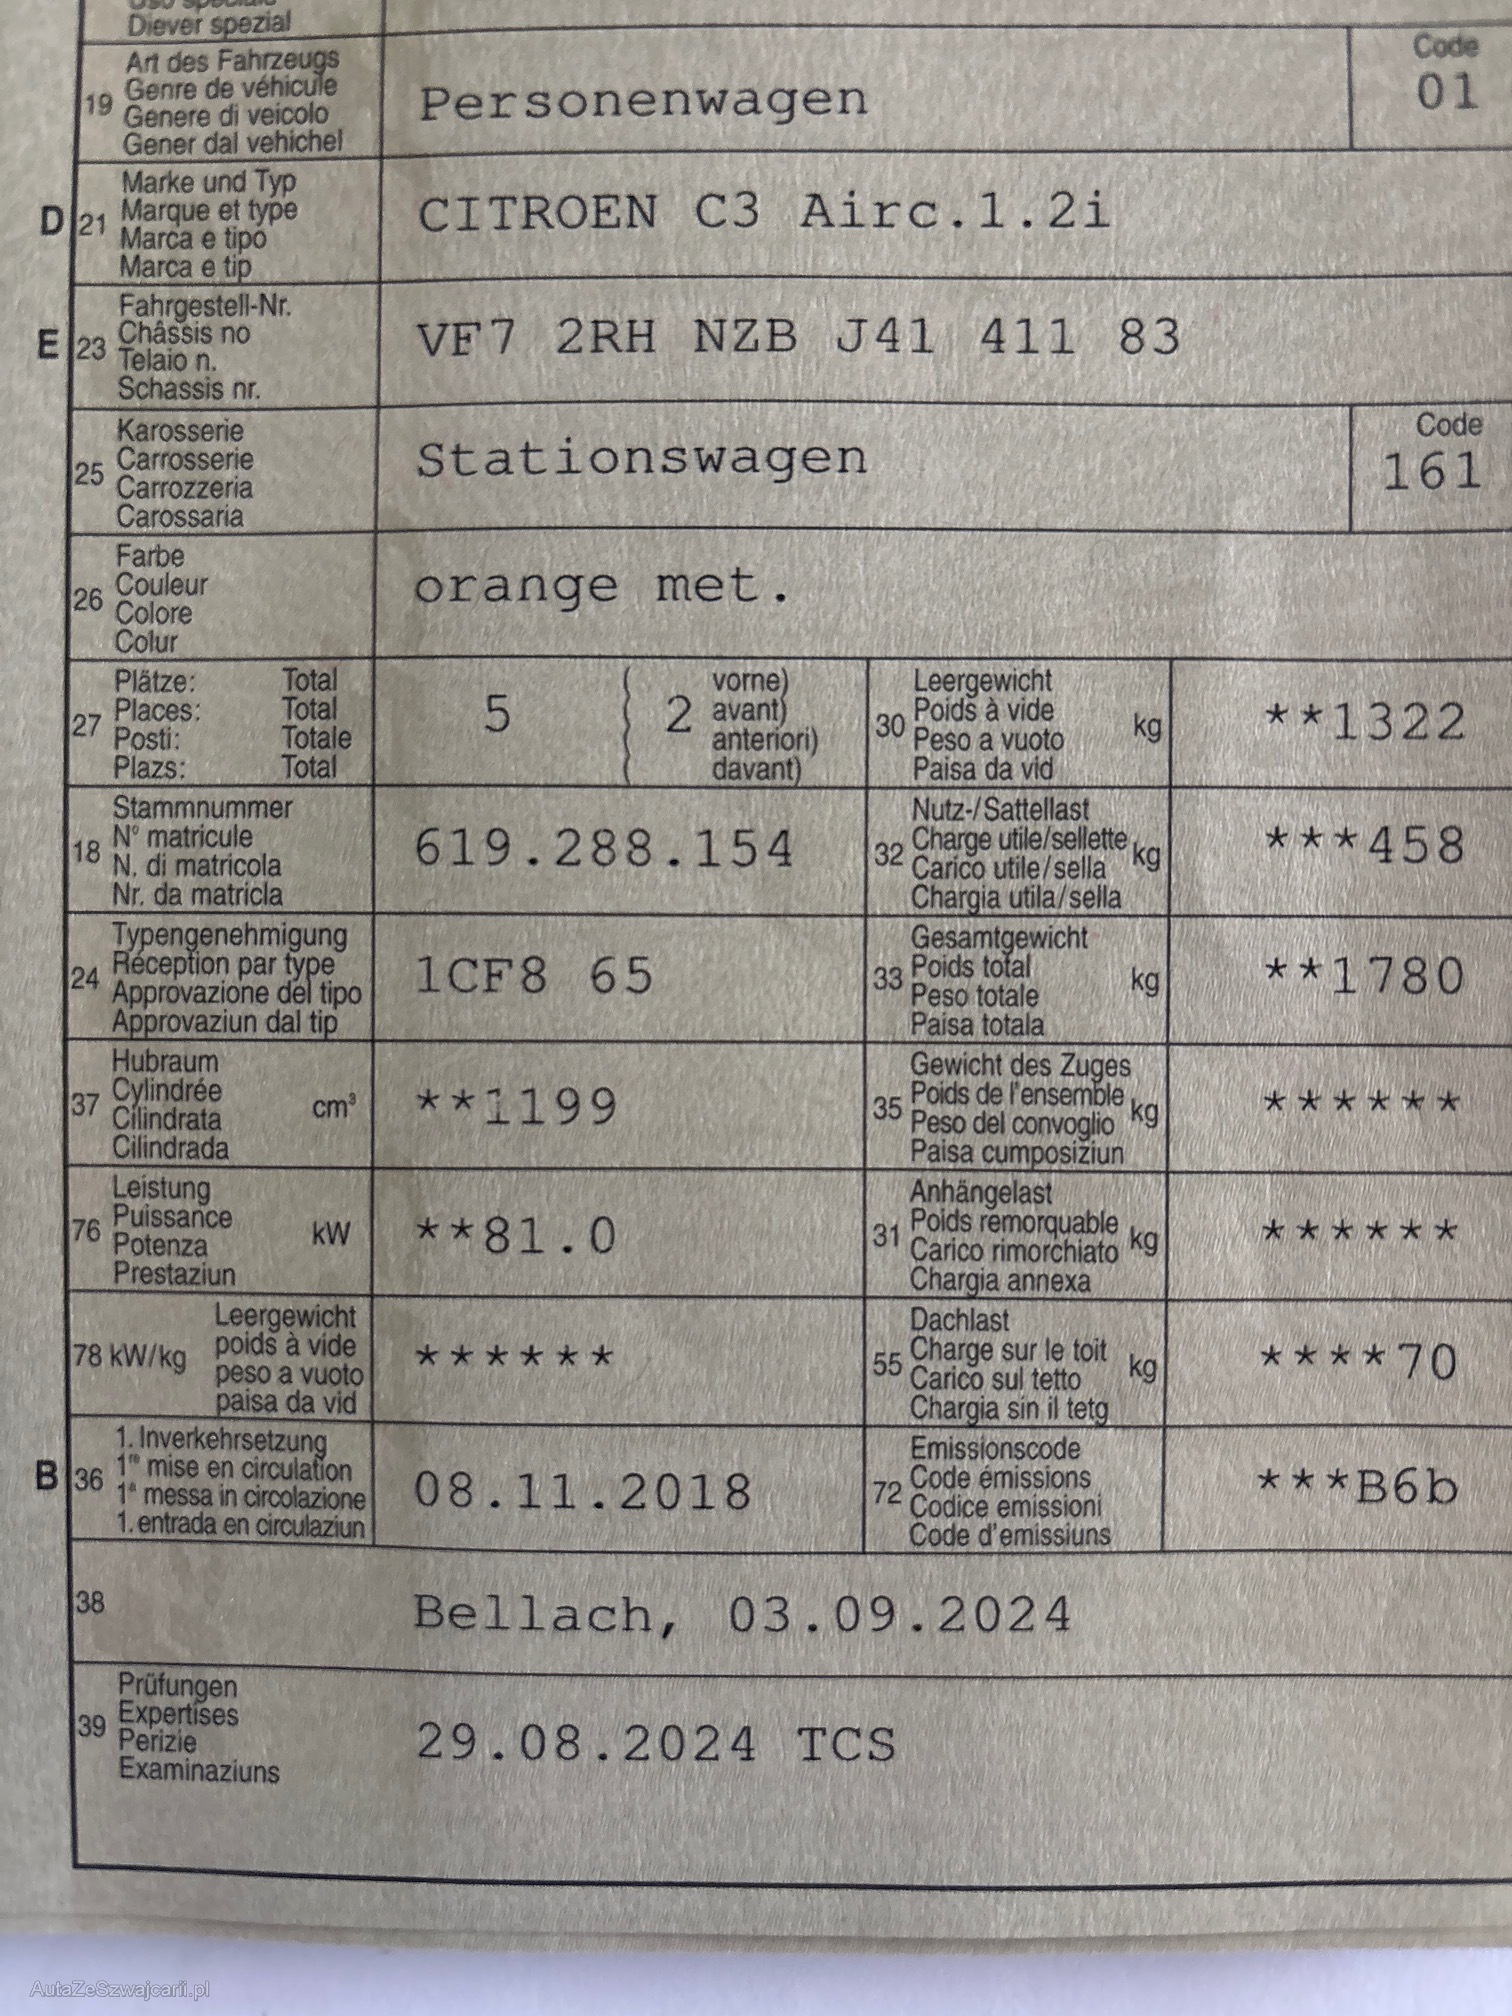 Diever spezial
19 Art des Fahrzeugs
Genre de véhicule
Genere di veicolo
Gener dal vehichel
Personenwagen
Code
01
D 21 Marke und Typ
Marque et type
Marca e tipo
Marca e tip
CITROEN C3 Airc.1.2i
E 23 Fahrgestell-Nr.
Châssis no
Telaio n.
Schassis nr.
VF7 2RH NZB J41 411 83
25 Karosserie
Carrosserie
Carrozzeria
Carossaria
Stationswagen
Code
161
26 Farbe
Couleur
Colore
Colur
orange met.
27 Plätze: Total
Places: Total
Posti: Totale
Plazs: Total
5 ( 2 vorne)
avant)
anteriori)
davant)
30 Leergewicht
Poids à vide
Peso a vuoto
Paisa da vid
kg
**1322
18 Stammnummer
N° matricule
N. di matricola
Nr. da matricla
619.288.154
32 Nutz-/Sattellast
Charge utile/sellette
Carico utile/sella
Chargia utila/sella
kg
***458
24 Typengenehmigung
Réception par type
Approvazione del tipo
Approvaziun dal tip
1CF8 65
33 Gesamtgewicht
Poids total
Peso totale
Paisa totala
kg
**1780
37 Hubraum
Cylindrée
Cilindrata
Cilindrada
cm³
**1199
35 Gewicht des Zuges
Poids de l'ensemble
Peso del convoglio
Paisa cumposiziun
kg
******
76 Leistung
Puissance
Potenza
Prestaziun
kW
**81.0
31 Anhängelast
Poids remorquable
Carico rimorchiato
Chargia annexa
kg
******
78 kW/kg Leergewicht
poids à vide
peso a vuoto
paisa da vid
******
55 Dachlast
Charge sur le toit
Carico sul tetto
Chargia sin il tetg
kg
****70
B 36 1. Inverkehrsetzung
1re mise en circulation
1a messa in circolazione
1. entrada en circulaziun
08.11.2018
72 Emissionscode
Code émissions
Codice emissioni
Code d'emissiuns
***B6b
38
Bellach, 03.09.2024
39 Prüfungen
Expertises
Perizie
Examinaziuns
29.08.2024 TCS
AutaZeSzwajcarii.pl